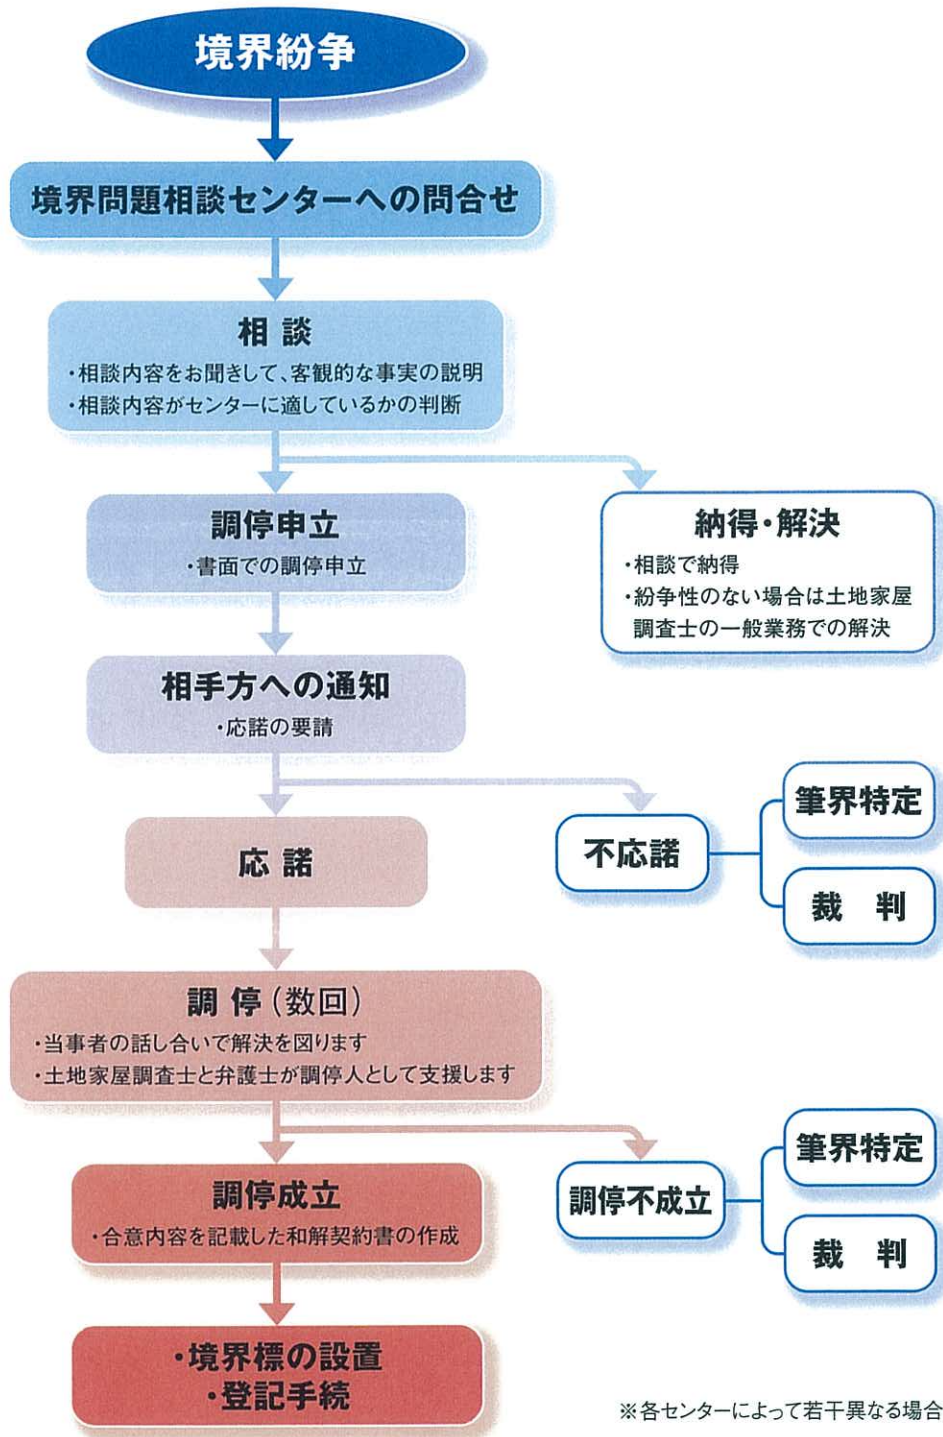 境界紛争
境界問題相談センターへの問合せ
相 談
・相談内容をお聞きして、客観的な事実の説明
・相談内容がセンターに適しているかの判断
調停申立
・書面での調停申立
納得・解決
・相談で納得
・紛争性のない場合は土地家屋
調査士の一般業務での解決
相手方への通知
・応諾の要請
応 諾
不応諾
筆界特定
裁 判
調 停（数回）
・当事者の話し合いで解決を図ります
・土地家屋調査士と弁護士が調停人として支援します
調停成立
・合意内容を記載した和解契約書の作成
調停不成立
筆界特定
裁 判
・境界標の設置
・登記手続
※各センターによって若干異なる場合